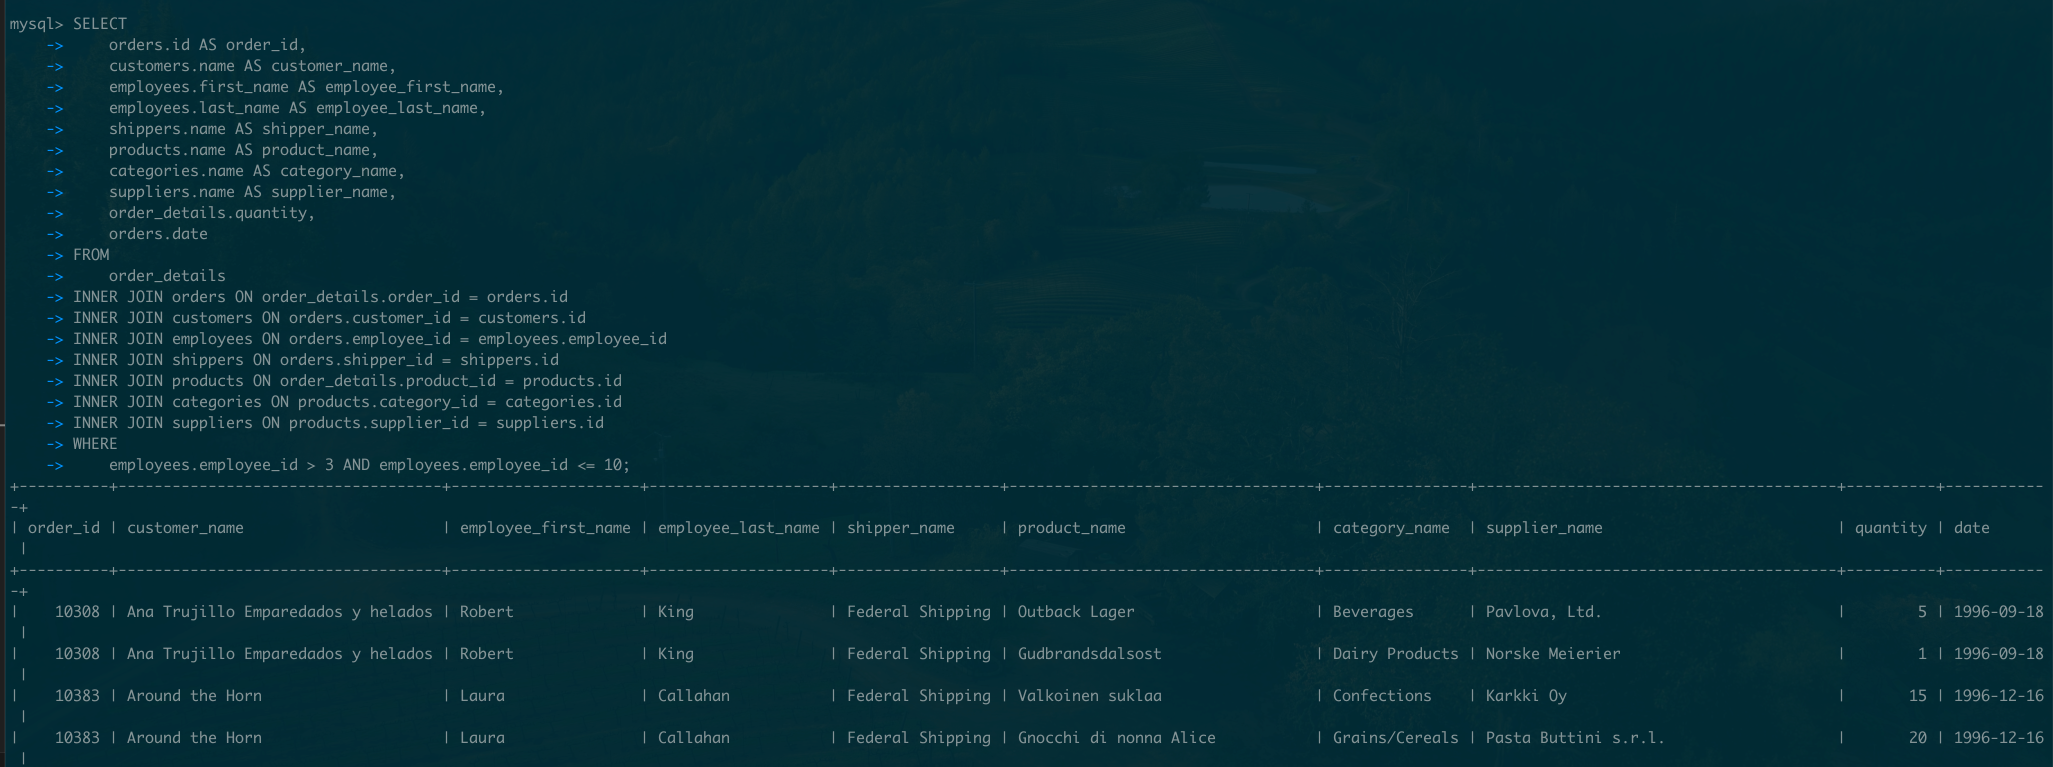 mysql> SELECT
    ->     orders.id AS order_id,
    ->     customers.name AS customer_name,
    ->     employees.first_name AS employee_first_name,
    ->     employees.last_name AS employee_last_name,
    ->     shippers.name AS shipper_name,
    ->     products.name AS product_name,
    ->     categories.name AS category_name,
    ->     suppliers.name AS supplier_name,
    ->     order_details.quantity,
    ->     orders.date
    -> FROM
    ->     order_details
    -> INNER JOIN orders ON order_details.order_id = orders.id
    -> INNER JOIN customers ON orders.customer_id = customers.id
    -> INNER JOIN employees ON orders.employee_id = employees.employee_id
    -> INNER JOIN shippers ON orders.shipper_id = shippers.id
    -> INNER JOIN products ON order_details.product_id = products.id
    -> INNER JOIN categories ON products.category_id = categories.id
    -> INNER JOIN suppliers ON products.supplier_id = suppliers.id
    -> WHERE
    ->     employees.employee_id > 3 AND employees.employee_id <= 10;
+----------+------------------------------------+---------------------+--------------------+------------------+----------------------------------+----------------+----------------------------------------+----------+-----------
-+
| order_id | customer_name                      | employee_first_name | employee_last_name | shipper_name     | product_name                     | category_name  | supplier_name                          | quantity | date
 |
+----------+------------------------------------+---------------------+--------------------+------------------+----------------------------------+----------------+----------------------------------------+----------+-----------
-+
|    10308 | Ana Trujillo Emparedados y helados | Robert              | King               | Federal Shipping | Outback Lager                    | Beverages      | Pavlova, Ltd.                          |        5 | 1996-09-18
 |
|    10308 | Ana Trujillo Emparedados y helados | Robert              | King               | Federal Shipping | Gudbrandsdalsost                 | Dairy Products | Norske Meierier                        |        1 | 1996-09-18
 |
|    10383 | Around the Horn                    | Laura               | Callahan           | Federal Shipping | Valkoinen suklaa                 | Confections    | Karkki Oy                              |       15 | 1996-12-16
 |
|    10383 | Around the Horn                    | Laura               | Callahan           | Federal Shipping | Gnocchi di nonna Alice           | Grains/Cereals | Pasta Buttini s.r.l.                   |       20 | 1996-12-16
 |